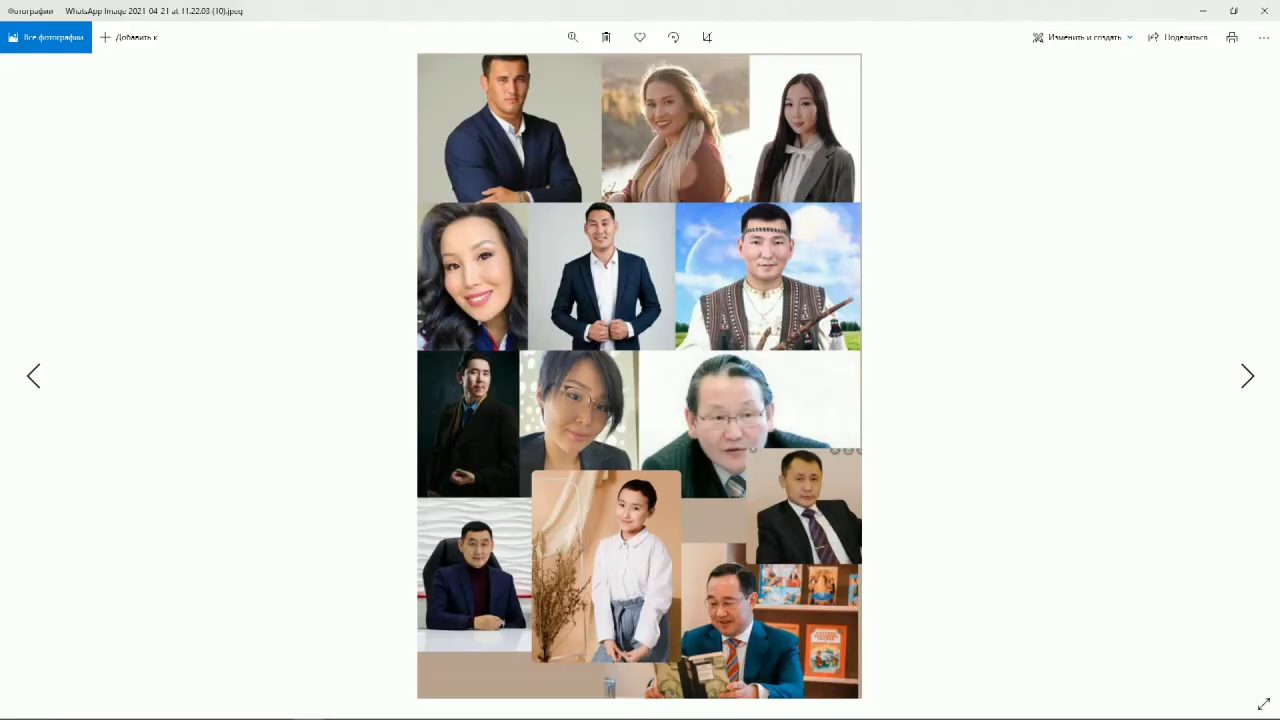 Фотографии - WhatsApp Image 2021-04-21 at 11.22.03 (10).jpeg
Все фотографии
Добавить к
Изменить и создать
Поделиться